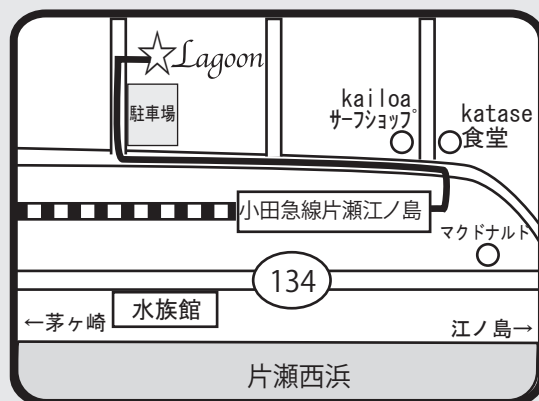 Lagoon
駐車場
kailoa
サーフショップ
katase
食堂
小田急線片瀬江ノ島
マクドナルド
134
水族館
←茅ヶ崎
江ノ島→
片瀬西浜